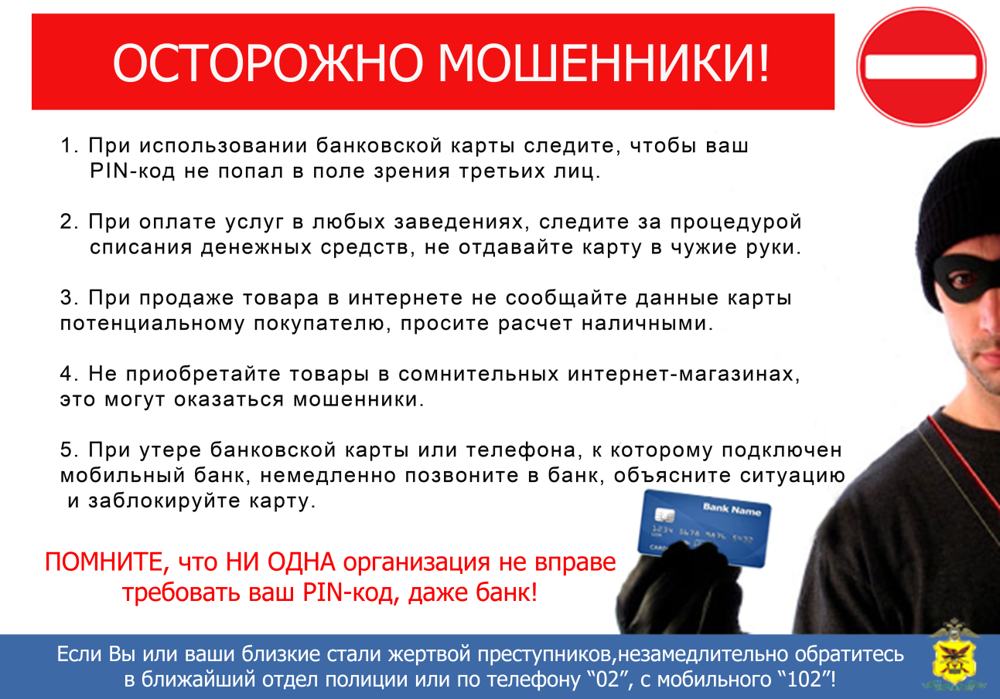 ОСТОРОЖНО МОШЕННИКИ!
1. При использовании банковской карты следите, чтобы ваш
PIN-код не попал в поле зрения третьих лиц.
2. При оплате услуг в любых заведениях, следите за процедурой
списания денежных средств, не отдавайте карту в чужие руки.
3. При продаже товара в интернете не сообщайте данные карты
потенциальному покупателю, просите расчет наличными.
4. Не приобретайте товары в сомнительных интернет-магазинах,
это могут оказаться мошенники.
5. При утере банковской карты или телефона, к которому подключен
мобильный банк, немедленно позвоните в банк, объясните ситуацию
и заблокируйте карту.
Bank Name
1234 5678 9876 5432
ПОМНИТЕ, что НИ ОДНА организация не вправе
требовать ваш PIN-код, даже банк!
Если Вы или ваши близкие стали жертвой преступников,незамедлительно обратитесь
в ближайший отдел полиции или по телефону “02”, с мобильного “102”!